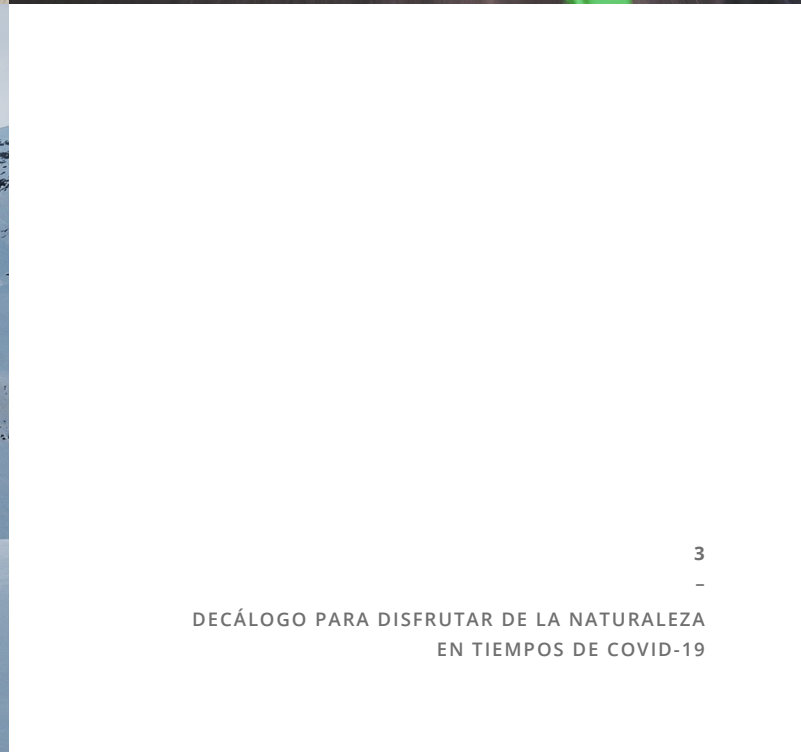 3
–
DECÁLOGO PARA DISFRUTAR DE LA NATURALEZA
EN TIEMPOS DE COVID-19